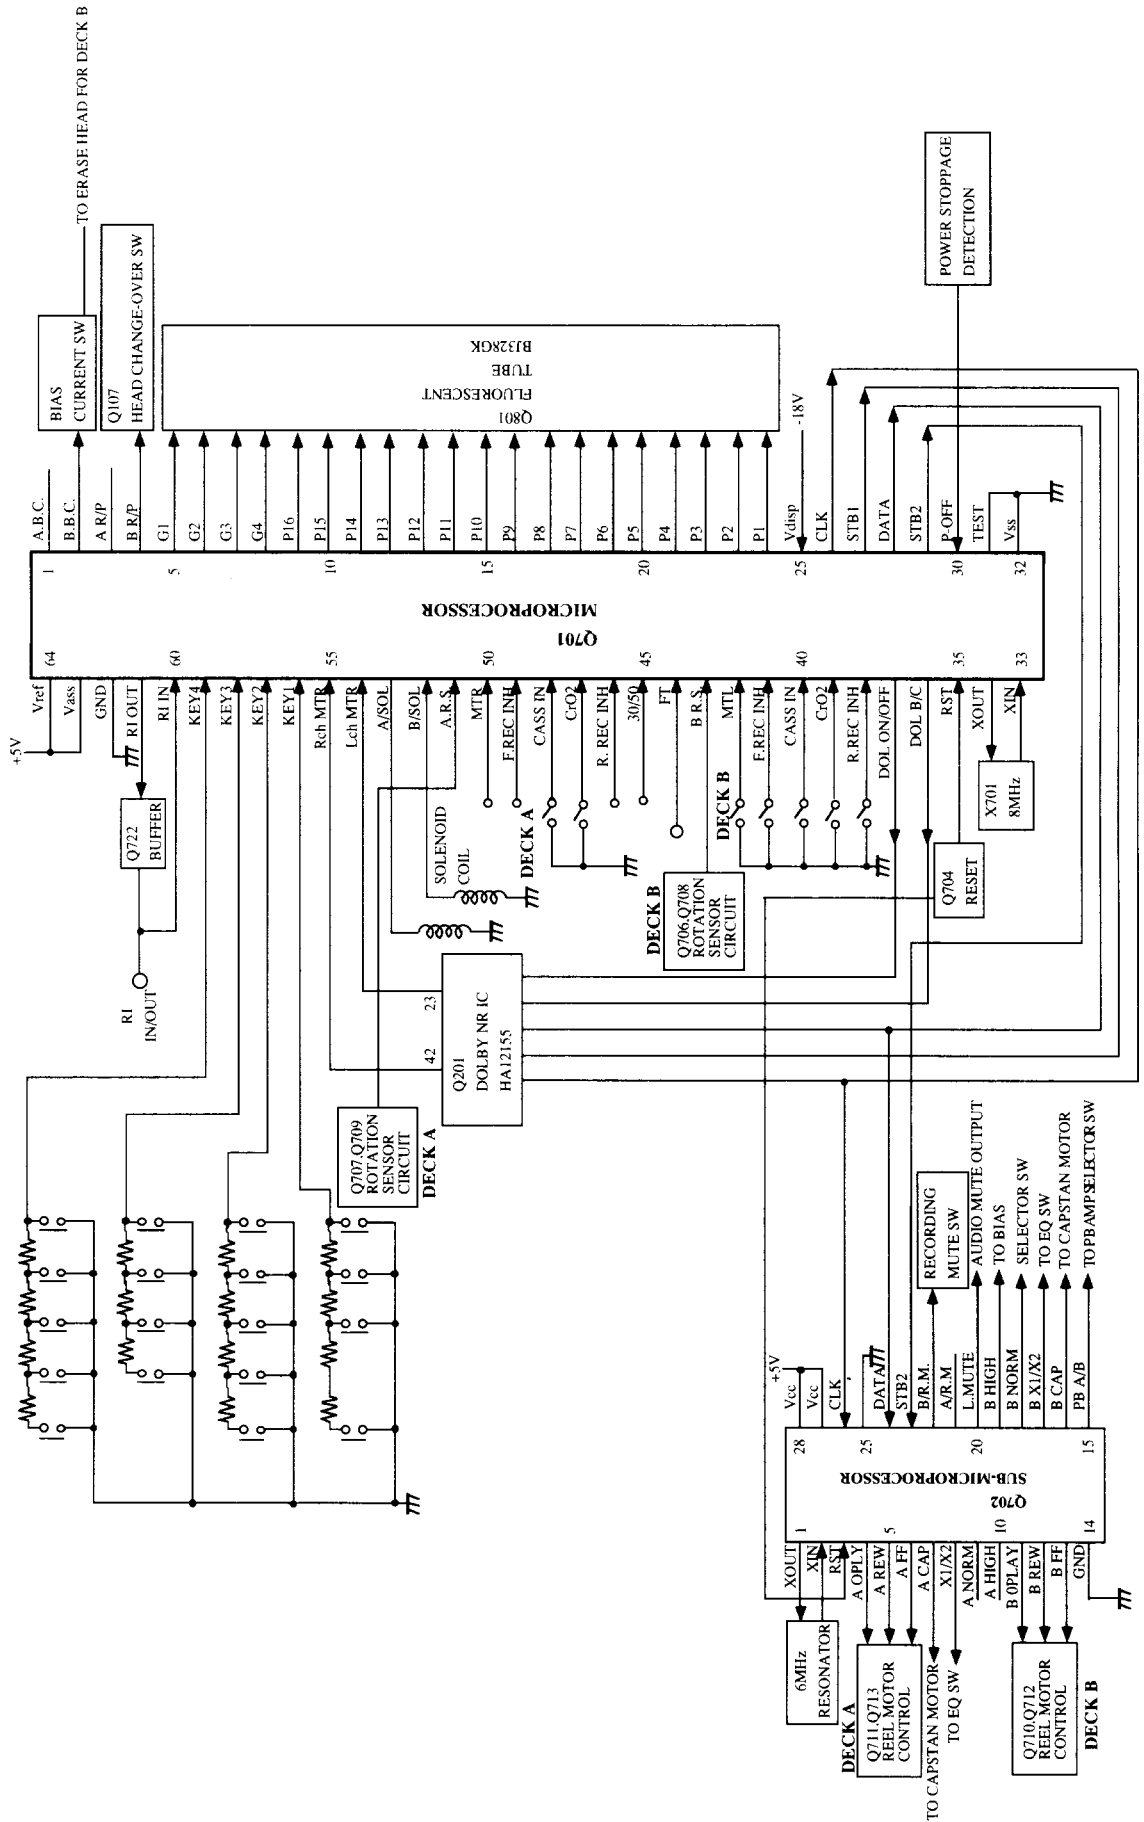 TO ERASE HEAD FOR DECK B
BIAS
CURRENT SW
Q107
HEAD CHANGE-OVER SW
Q801
FLUORESCENT
TUBE
BJ328GK
POWER STOPPAGE
DETECTION
-18V
A.B.C.
B.B.C.
A R/P
B R/P
G1
G2
G3
G4
P16
P15
P14
P13
P12
P11
P10
P9
P8
P7
P6
P5
P4
P3
P2
P1
Vdisp
CLK
STB1
DATA
STB2
P-OFF
TEST
Vss
1
5
10
15
20
25
30
32
Q701
MICROPROCESSOR
64
60
55
50
45
40
35
33
+5V
Vref
Vass
GND
RI OUT
RI IN
KEY4
KEY3
KEY2
KEY1
Rch MTR
Lch MTR
A/SOL
B/SOL
A.R.S.
MTR
F.REC INH
CASS IN
CrO2
R. REC INH
30/50
FT
B R.S.
MTL
F.REC INH
CASS IN
CrO2
R.REC INH
DOL ON/OFF
DOL B/C
RST
XOUT
XIN
Q722
BUFFER
RI
IN/OUT
SOLENOID
COIL
DECK A
DECK B
DECK B
Q706.Q708
ROTATION
SENSOR
CIRCUIT
Q704
RESET
X701
8MHz
23
42
Q201
DOLBY NR IC
HA12155
Q707.Q709
ROTATION
SENSOR
CIRCUIT
DECK A
RECORDING
MUTE SW
AUDIO MUTE OUTPUT
TO BIAS
SELECTOR SW
TO EQ SW
TO CAPSTAN MOTOR
TOPBAMPSELECTOR SW
+5V
Vcc
Vcc
CLK
DATA
STB2
B/R.M.
A/R.M
L.MUTE
B HIGH
B NORM
B X1/X2
B CAP
PB A/B
28
25
20
15
Q702
SUB-MICROPROCESSOR
1
5
10
14
XOUT
XIN
RST
A OPLY
A REW
A FF
A CAP
X1/X2
A NORM
A HIGH
B 0PLAY
B REW
B FF
GND
6MHz
RESONATOR
DECK A
Q711.Q713
REEL MOTOR
CONTROL
TO CAPSTAN MOTOR
TO EQ SW
Q710.Q712
REEL MOTOR
CONTROL
DECK B